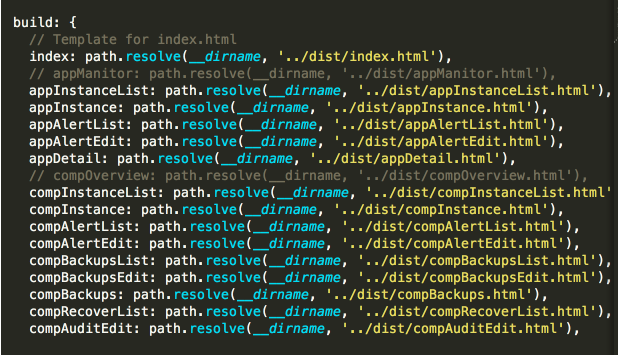 build: {
// Template for index.html
index: path.resolve(__dirname, '../dist/index.html'),
// appManitor: path.resolve(__dirname, '../dist/appManitor.html'),
appInstanceList: path.resolve(__dirname, '../dist/appInstanceList.html'),
appInstance: path.resolve(__dirname, '../dist/appInstance.html'),
appAlertList: path.resolve(__dirname, '../dist/appAlertList.html'),
appAlertEdit: path.resolve(__dirname, '../dist/appAlertEdit.html'),
appDetail: path.resolve(__dirname, '../dist/appDetail.html'),
// compOverview: path.resolve(__dirname, '../dist/compOverview.html'),
compInstanceList: path.resolve(__dirname, '../dist/compInstanceList.html'
compInstance: path.resolve(__dirname, '../dist/compInstance.html'),
compAlertList: path.resolve(__dirname, '../dist/compAlertList.html'),
compAlertEdit: path.resolve(__dirname, '../dist/compAlertEdit.html'),
compBackupsList: path.resolve(__dirname, '../dist/compBackupsList.html'),
compBackupsEdit: path.resolve(__dirname, '../dist/compBackupsEdit.html'),
compBackups: path.resolve(__dirname, '../dist/compBackups.html'),
compRecoverList: path.resolve(__dirname, '../dist/compRecoverList.html'),
compAuditEdit: path.resolve(__dirname, '../dist/compAuditEdit.html'),